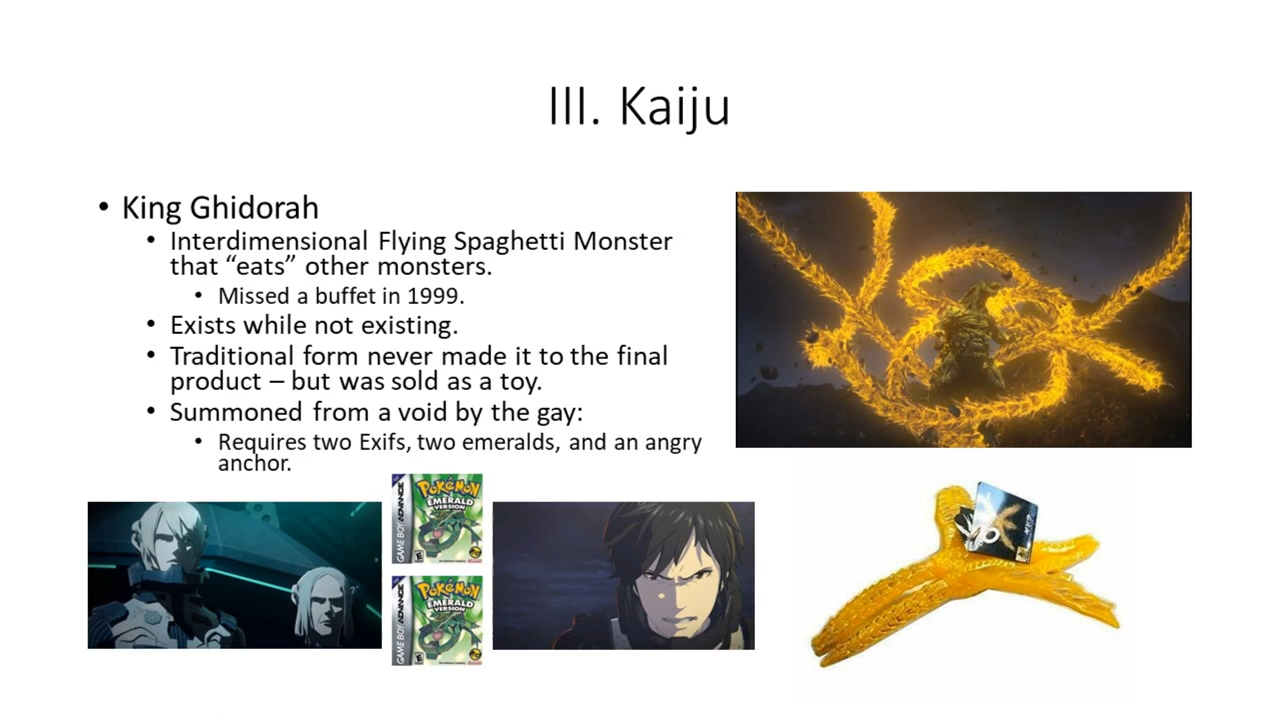 III. Kaiju
• King Ghidorah
• Interdimensional Flying Spaghetti Monster
that “eats” other monsters.
• Missed a buffet in 1999.
• Exists while not existing.
• Traditional form never made it to the final
product – but was sold as a toy.
• Summoned from a void by the gay:
• Requires two Exifs, two emeralds, and an angry
anchor.
GAME BOY ADVANCE
POKéMON
EMERALD
VERSION
GAME BOY ADVANCE
POKéMON
EMERALD
VERSION